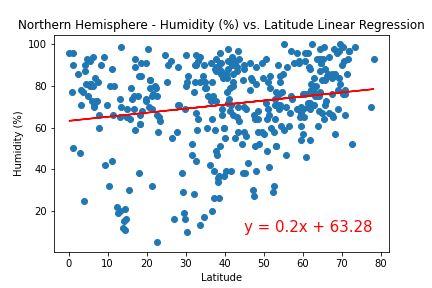 Northern Hemisphere - Humidity (%) vs. Latitude Linear Regression
100
80
60
40
20
Humidity (%)
y = 0.2x + 63.28
0 10 20 30 40 50 60 70 80
Latitude